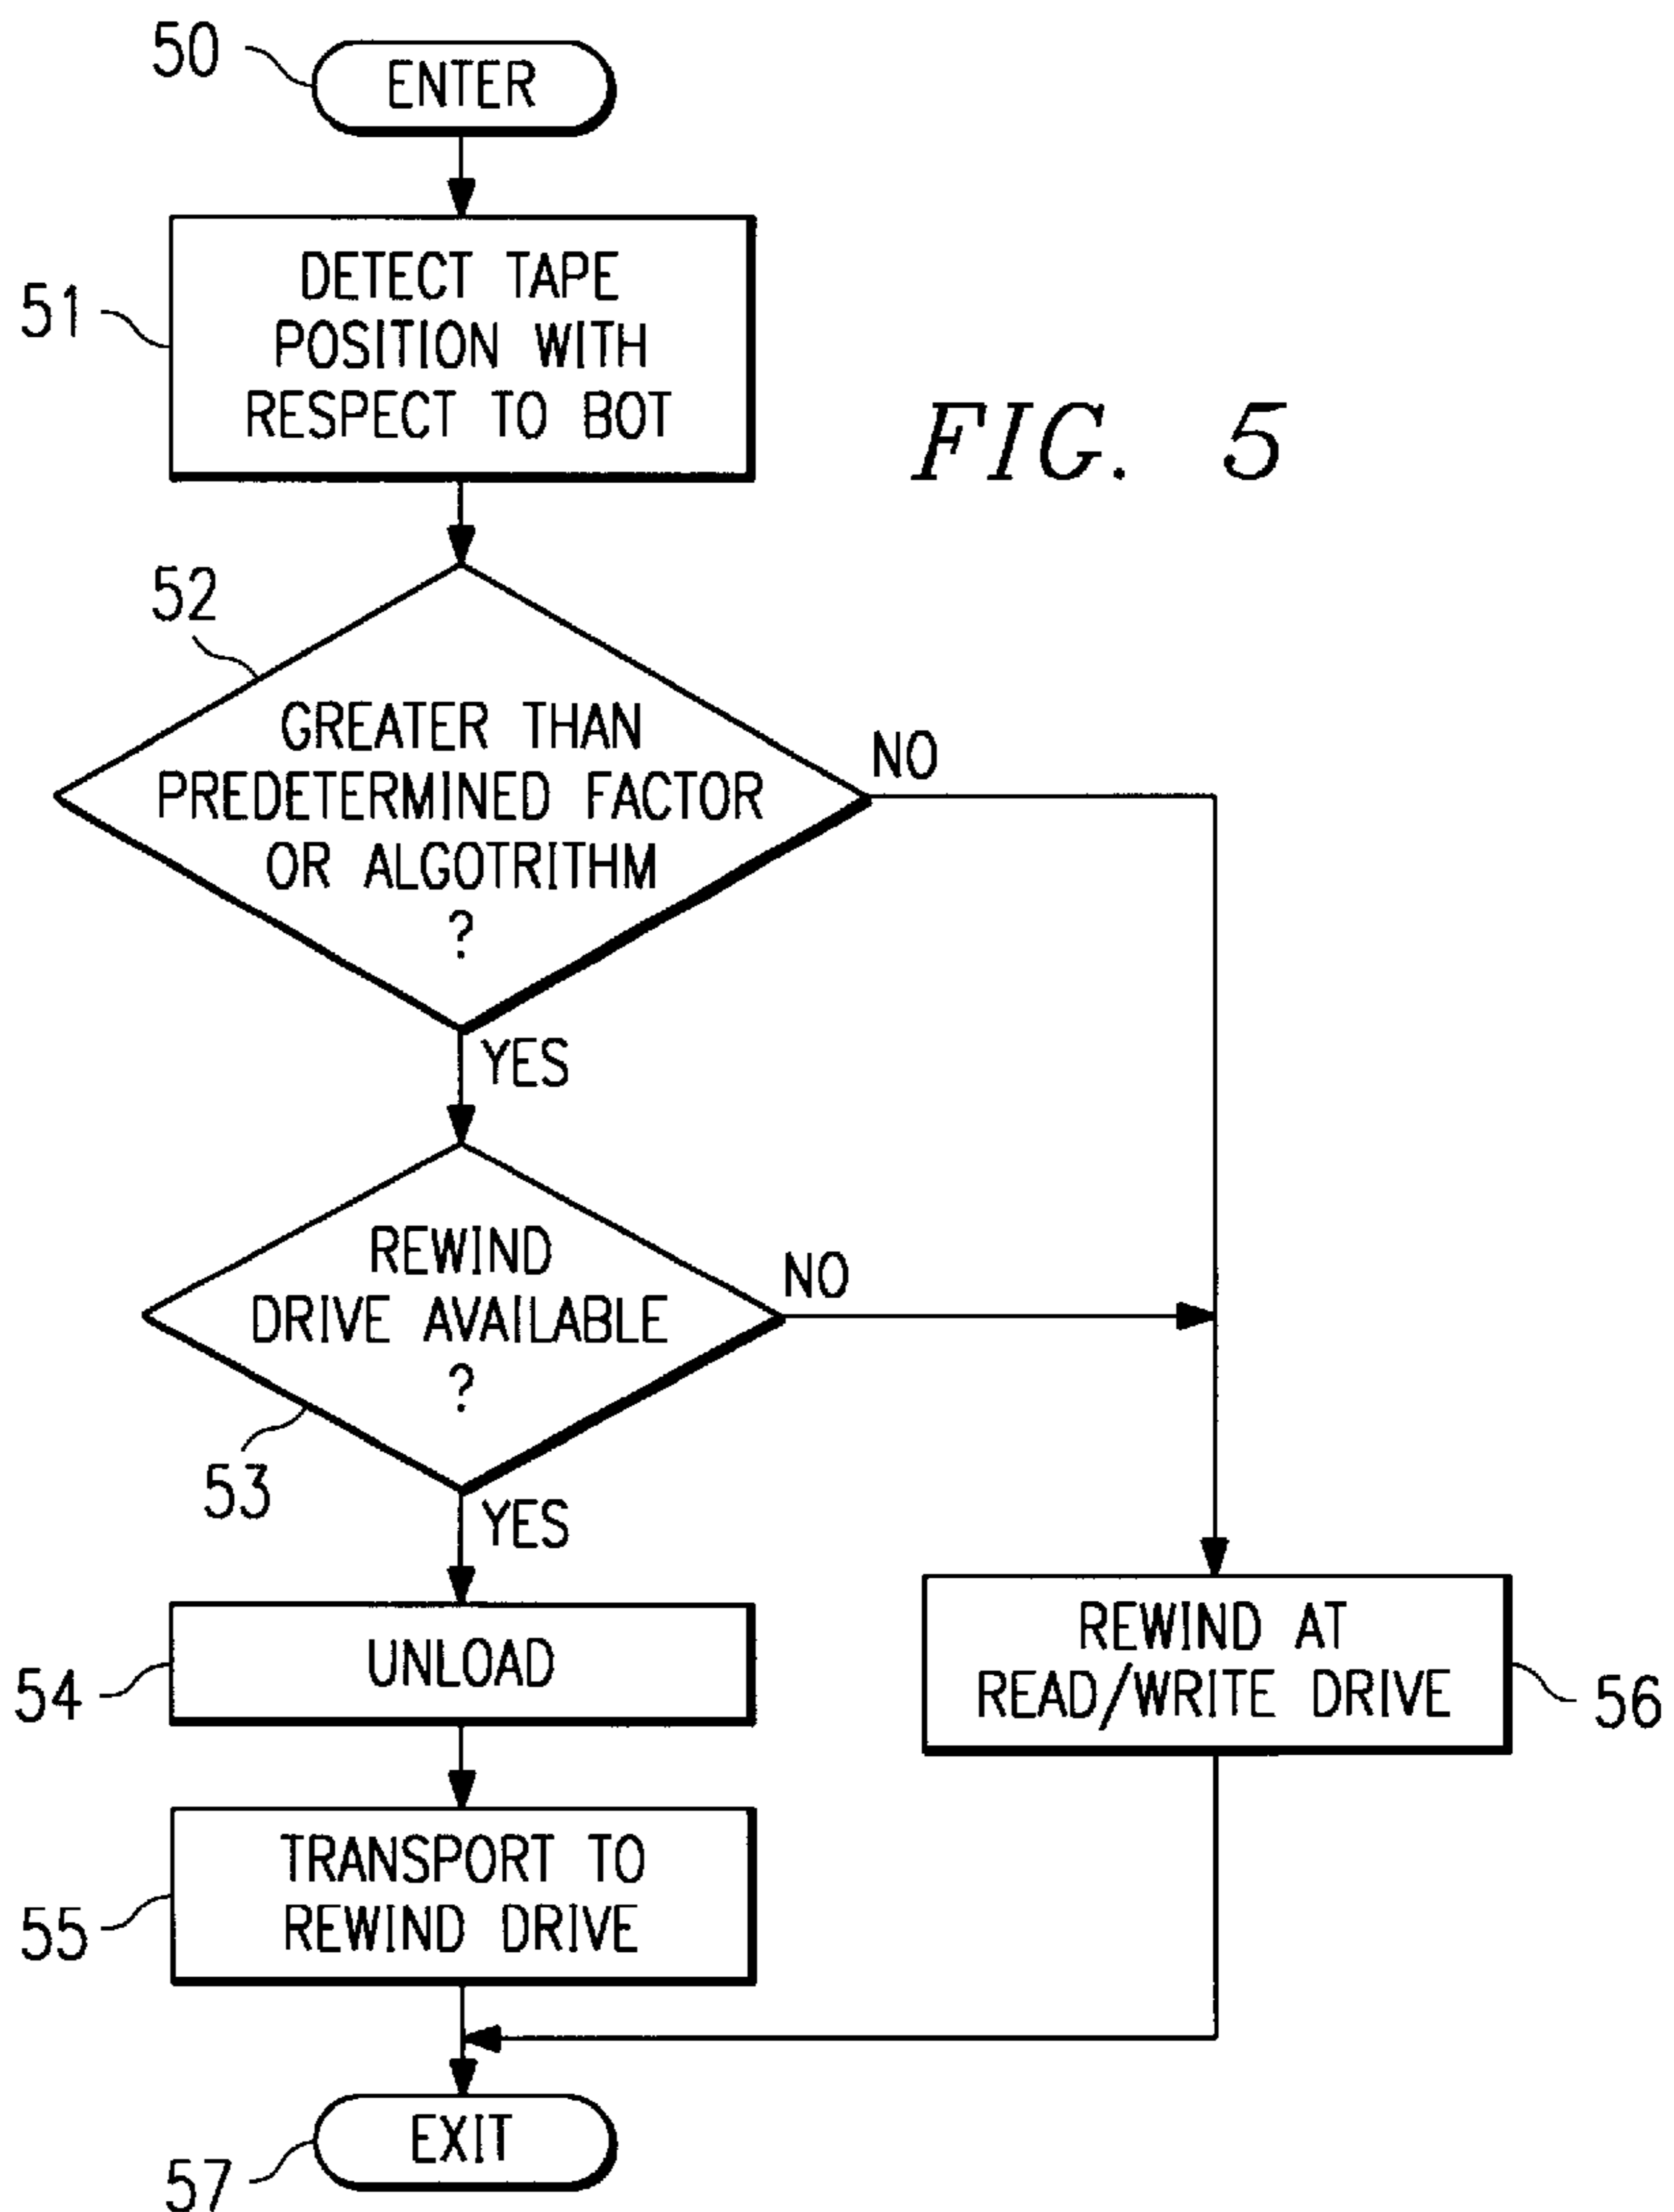 50
ENTER
51
DETECT TAPE
POSITION WITH
RESPECT TO BOT
FIG. 5
52
GREATER THAN
PREDETERMINED FACTOR
OR ALGOTRITHM
?
NO
YES
REWIND
DRIVE AVAILABLE
?
NO
53
YES
54
UNLOAD
REWIND AT
READ/WRITE DRIVE
56
55
TRANSPORT TO
REWIND DRIVE
EXIT
57